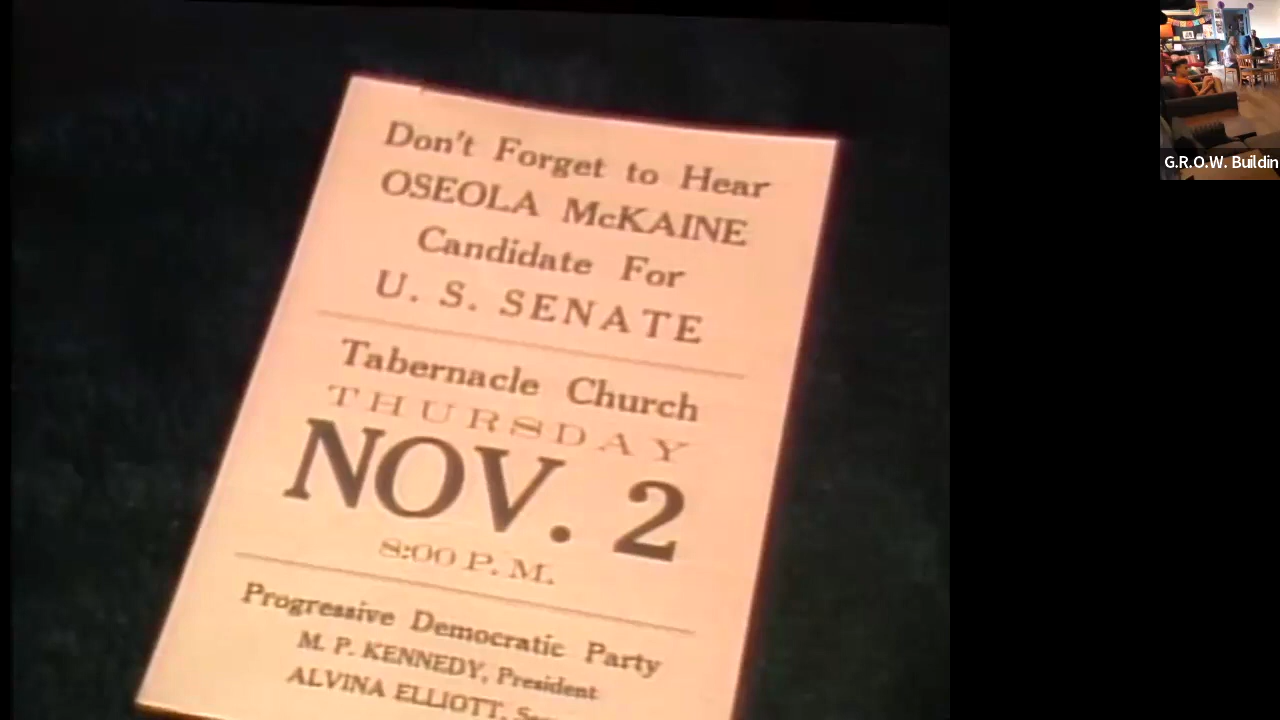 Don't Forget to Hear
OSEOLA McKAINE
Candidate For
U. S. SENATE
Tabernacle Church
THURSDAY
NOV. 2
8:00 P. M.
Progressive Democratic Party
M. P. KENNEDY, President
ALVINA ELLIOTT,
G.R.O.W. Buildin